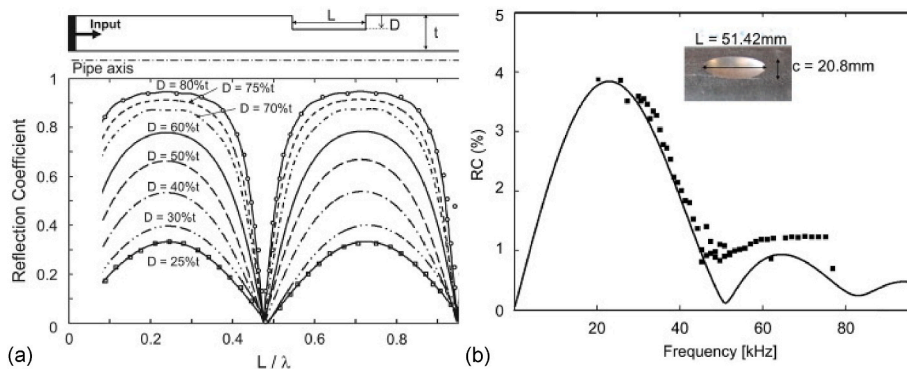 L
D
Input
t
Pipe axis
D = 80%t
D = 75%t
D = 70%t
D = 60%t
D = 50%t
D = 40%t
D = 30%t
D = 25%t
Reflection Coefficient
1
0.8
0.6
0.4
0.2
0
0 0.2 0.4 0.6 0.8
L / λ
(a)
L = 51.42mm
c = 20.8mm
RC (%)
5
4
3
2
1
0
20 40 60 80
Frequency [kHz]
(b)